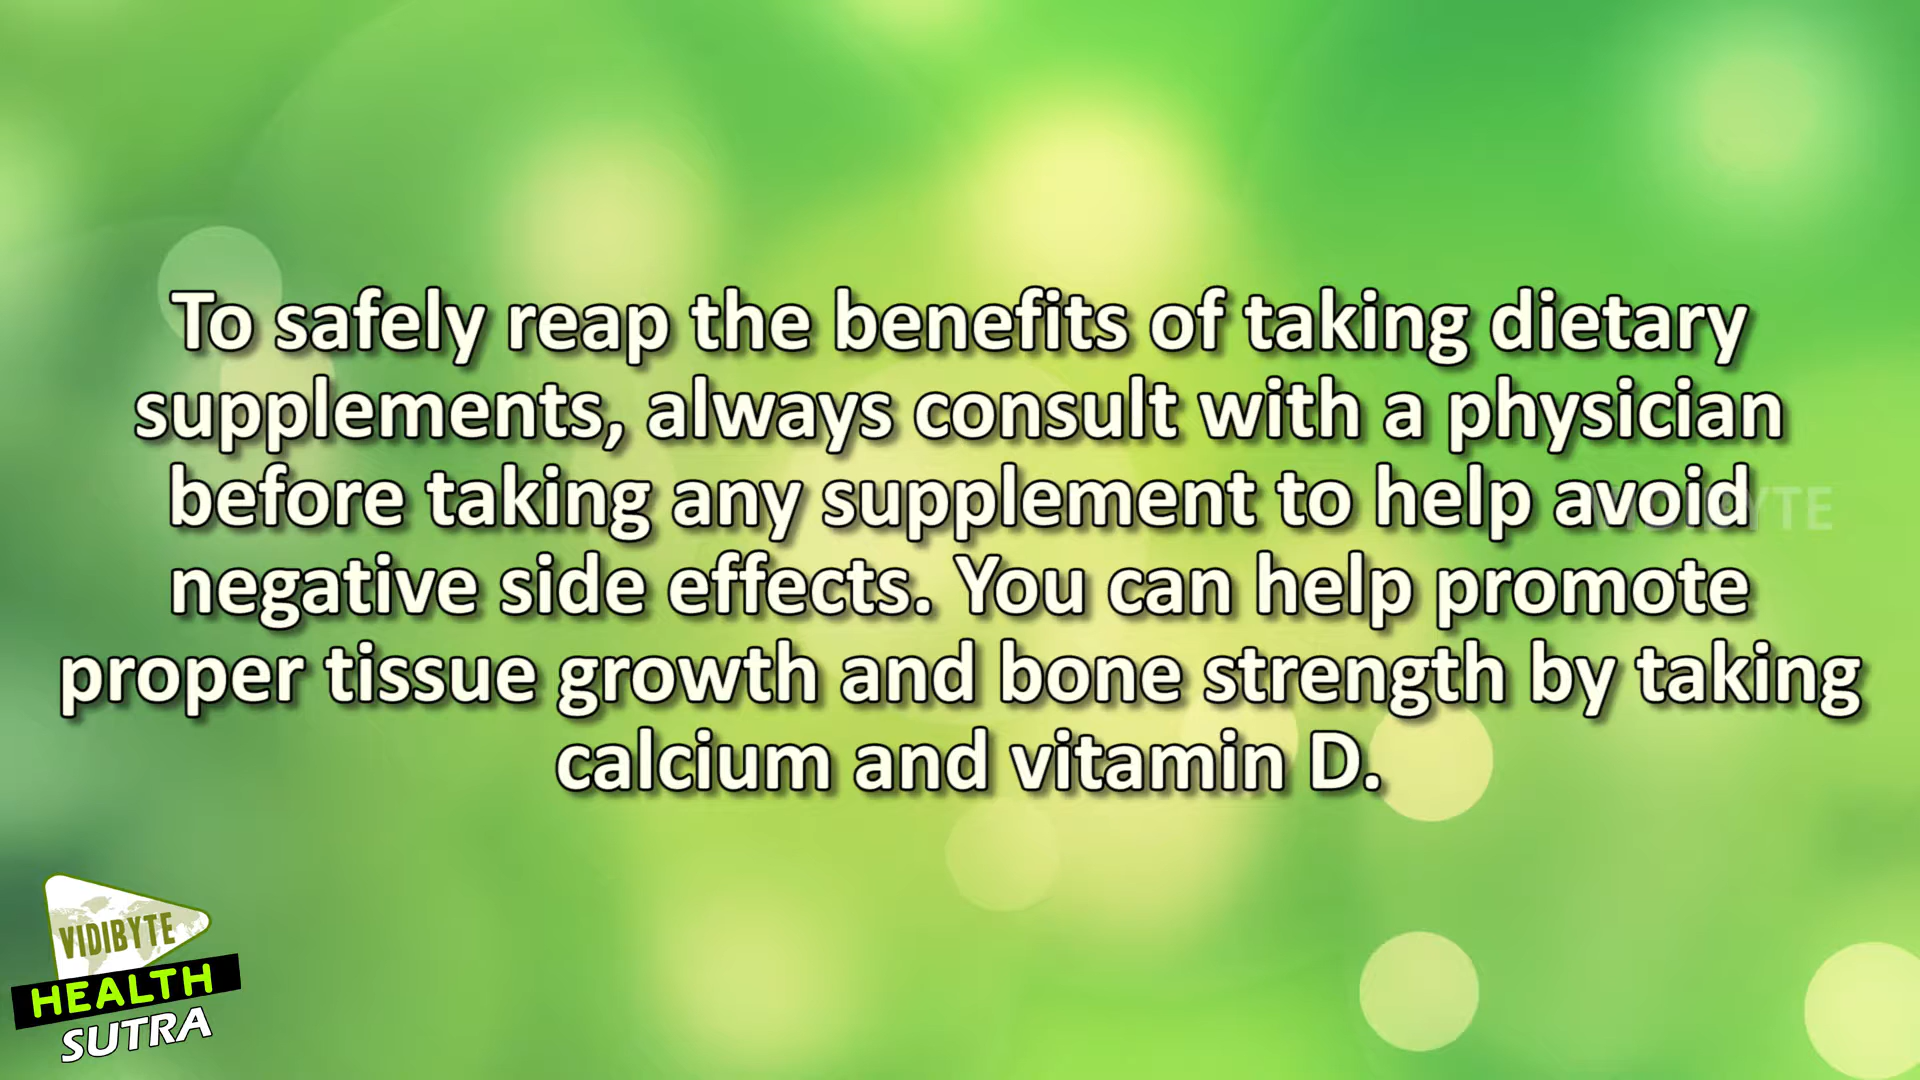 To safely reap the benefits of taking dietary
supplements, always consult with a physician
before taking any supplement to help avoid
negative side effects. You can help promote
proper tissue growth and bone strength by taking
calcium and vitamin D.
VIDIBYTE
HEALTH
SUTRA